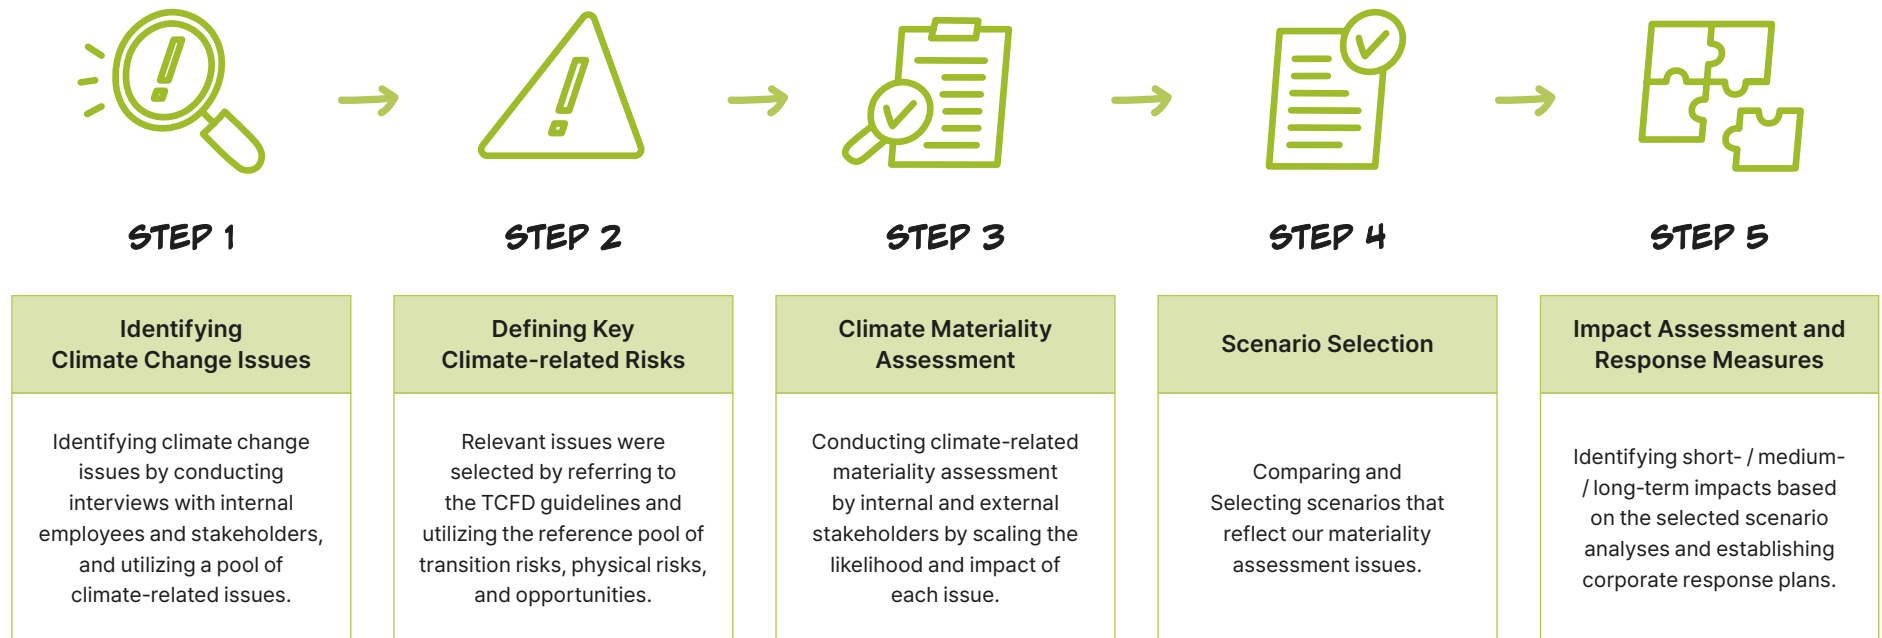 STEP 1
Identifying
Climate Change Issues
Identifying climate change
issues by conducting
interviews with internal
employees and stakeholders,
and utilizing a pool of
climate-related issues.
STEP 2
Defining Key
Climate-related Risks
Relevant issues were
selected by referring to
the TCFD guidelines and
utilizing the reference pool of
transition risks, physical risks,
and opportunities.
STEP 3
Climate Materiality
Assessment
Conducting climate-related
materiality assessment
by internal and external
stakeholders by scaling the
likelihood and impact of
each issue.
STEP 4
Scenario Selection
Comparing and
Selecting scenarios that
reflect our materiality
assessment issues.
STEP 5
Impact Assessment and
Response Measures
Identifying short- / medium-
/ long-term impacts based
on the selected scenario
analyses and establishing
corporate response plans.